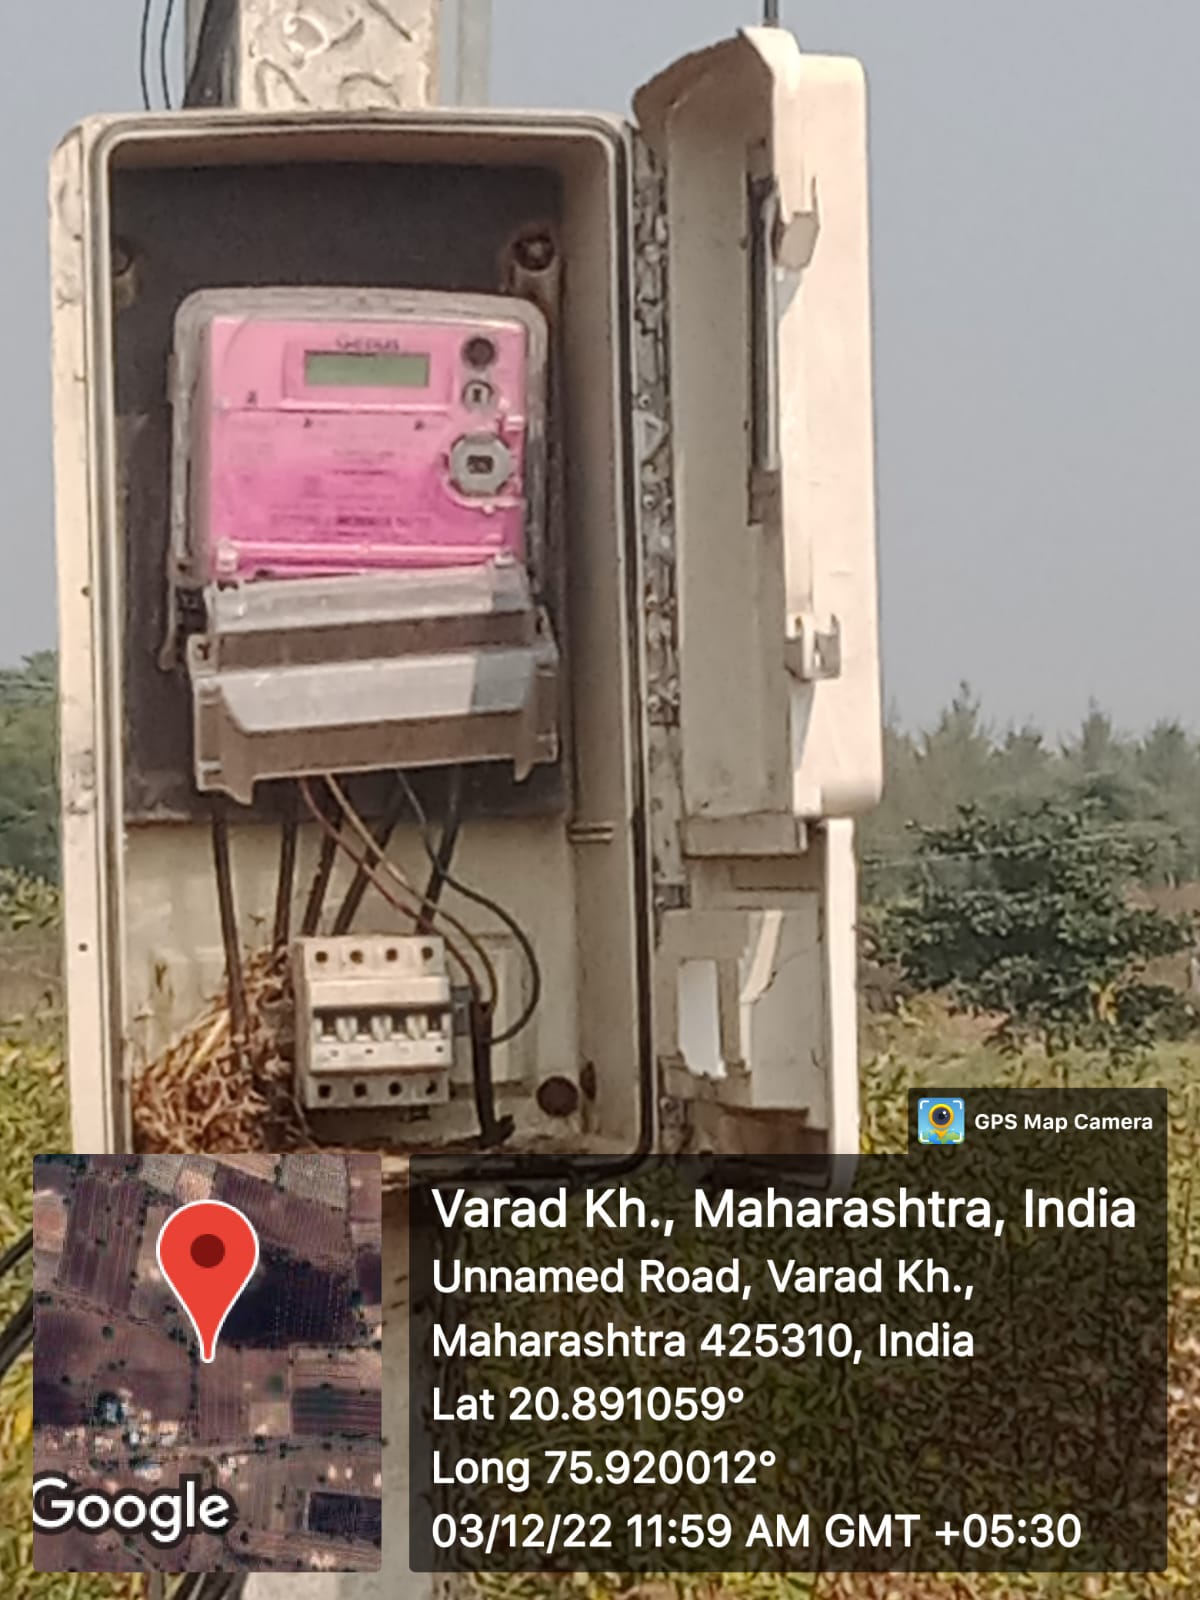 Genus
GPS Map Camera
Varad Kh., Maharashtra, India
Unnamed Road, Varad Kh.,
Maharashtra 425310, India
Lat 20.891059°
Long 75.920012°
03/12/22 11:59 AM GMT +05:30
Google